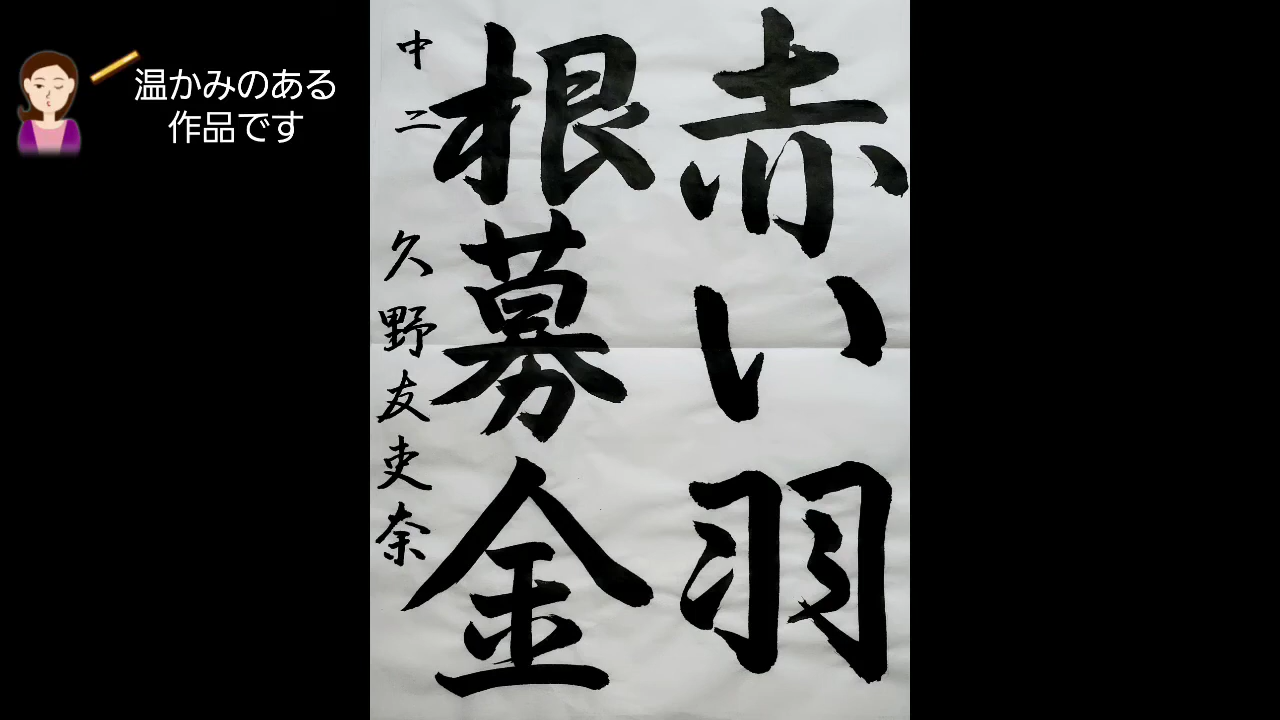 温かみのある
作品です
赤い羽
根募金
中二 久野友吏奈